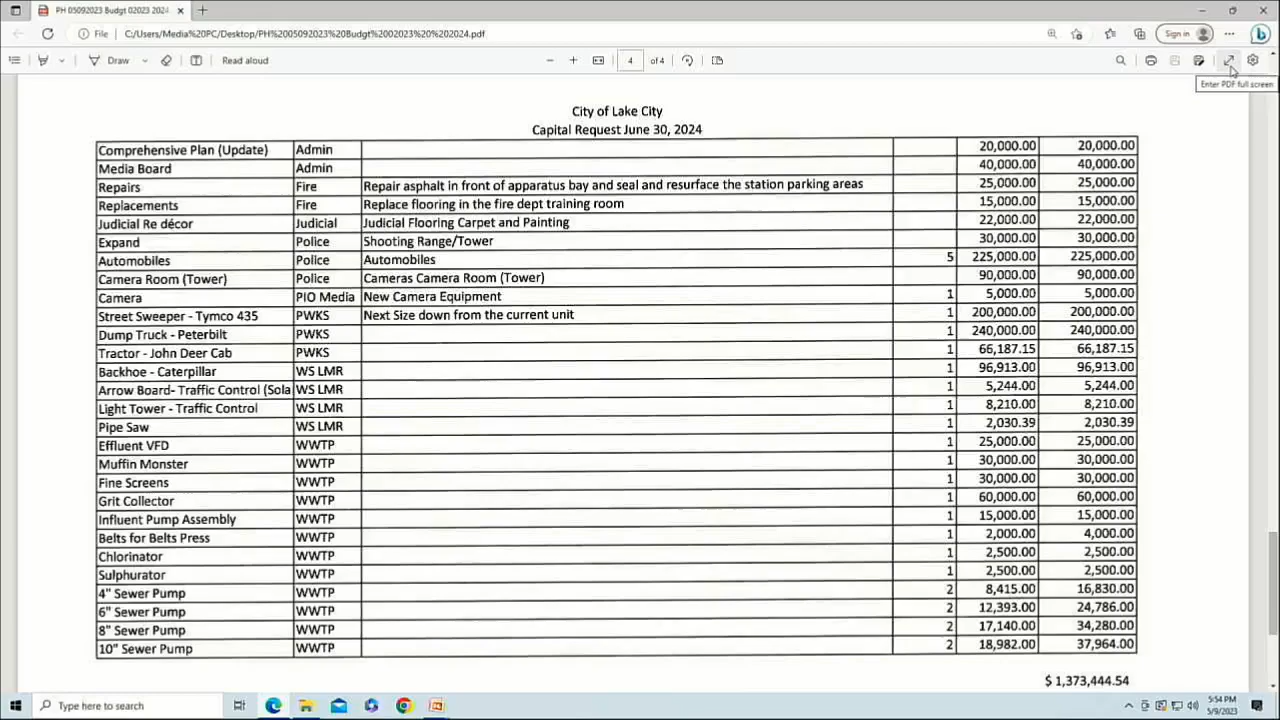 PH 05092023 Budgt 02023 2024
File C:/Users/Media%20PC/Desktop/PH%2005092023%20Budgt%2002023%20%202024.pdf Sign in
Draw Read aloud 4 of 4
Enter PDF full screen
City of Lake City
Capital Request June 30, 2024
Comprehensive Plan (Update) Admin 20,000.00 20,000.00
Media Board Admin 40,000.00 40,000.00
Repairs Fire Repair asphalt in front of apparatus bay and seal and resurface the station parking areas 25,000.00 25,000.00
Replacements Fire Replace flooring in the fire dept training room 15,000.00 15,000.00
Judicial Re décor Judicial Judicial Flooring Carpet and Painting 22,000.00 22,000.00
Expand Police Shooting Range/Tower 30,000.00 30,000.00
Automobiles Police Automobiles 5 225,000.00 225,000.00
Camera Room (Tower) Police Cameras Camera Room (Tower) 90,000.00 90,000.00
Camera PIO Media New Camera Equipment 1 5,000.00 5,000.00
Street Sweeper - Tymco 435 PWKS Next Size down from the current unit 1 200,000.00 200,000.00
Dump Truck - Peterbilt PWKS 1 240,000.00 240,000.00
Tractor - John Deer Cab PWKS 1 66,187.15 66,187.15
Backhoe - Caterpillar WS LMR 1 96,913.00 96,913.00
Arrow Board- Traffic Control (Sola WS LMR 1 5,244.00 5,244.00
Light Tower - Traffic Control WS LMR 1 8,210.00 8,210.00
Pipe Saw WS LMR 1 2,030.39 2,030.39
Effluent VFD WWTP 1 25,000.00 25,000.00
Muffin Monster WWTP 1 30,000.00 30,000.00
Fine Screens WWTP 1 30,000.00 30,000.00
Grit Collector WWTP 1 60,000.00 60,000.00
Influent Pump Assembly WWTP 1 15,000.00 15,000.00
Belts for Belts Press WWTP 1 2,000.00 4,000.00
Chlorinator WWTP 1 2,500.00 2,500.00
Sulphurator WWTP 1 2,500.00 2,500.00
4" Sewer Pump WWTP 2 8,415.00 16,830.00
6" Sewer Pump WWTP 2 12,393.00 24,786.00
8" Sewer Pump WWTP 2 17,140.00 34,280.00
10" Sewer Pump WWTP 2 18,982.00 37,964.00
$ 1,373,444.54
Type here to search
5:54 PM
5/9/2023